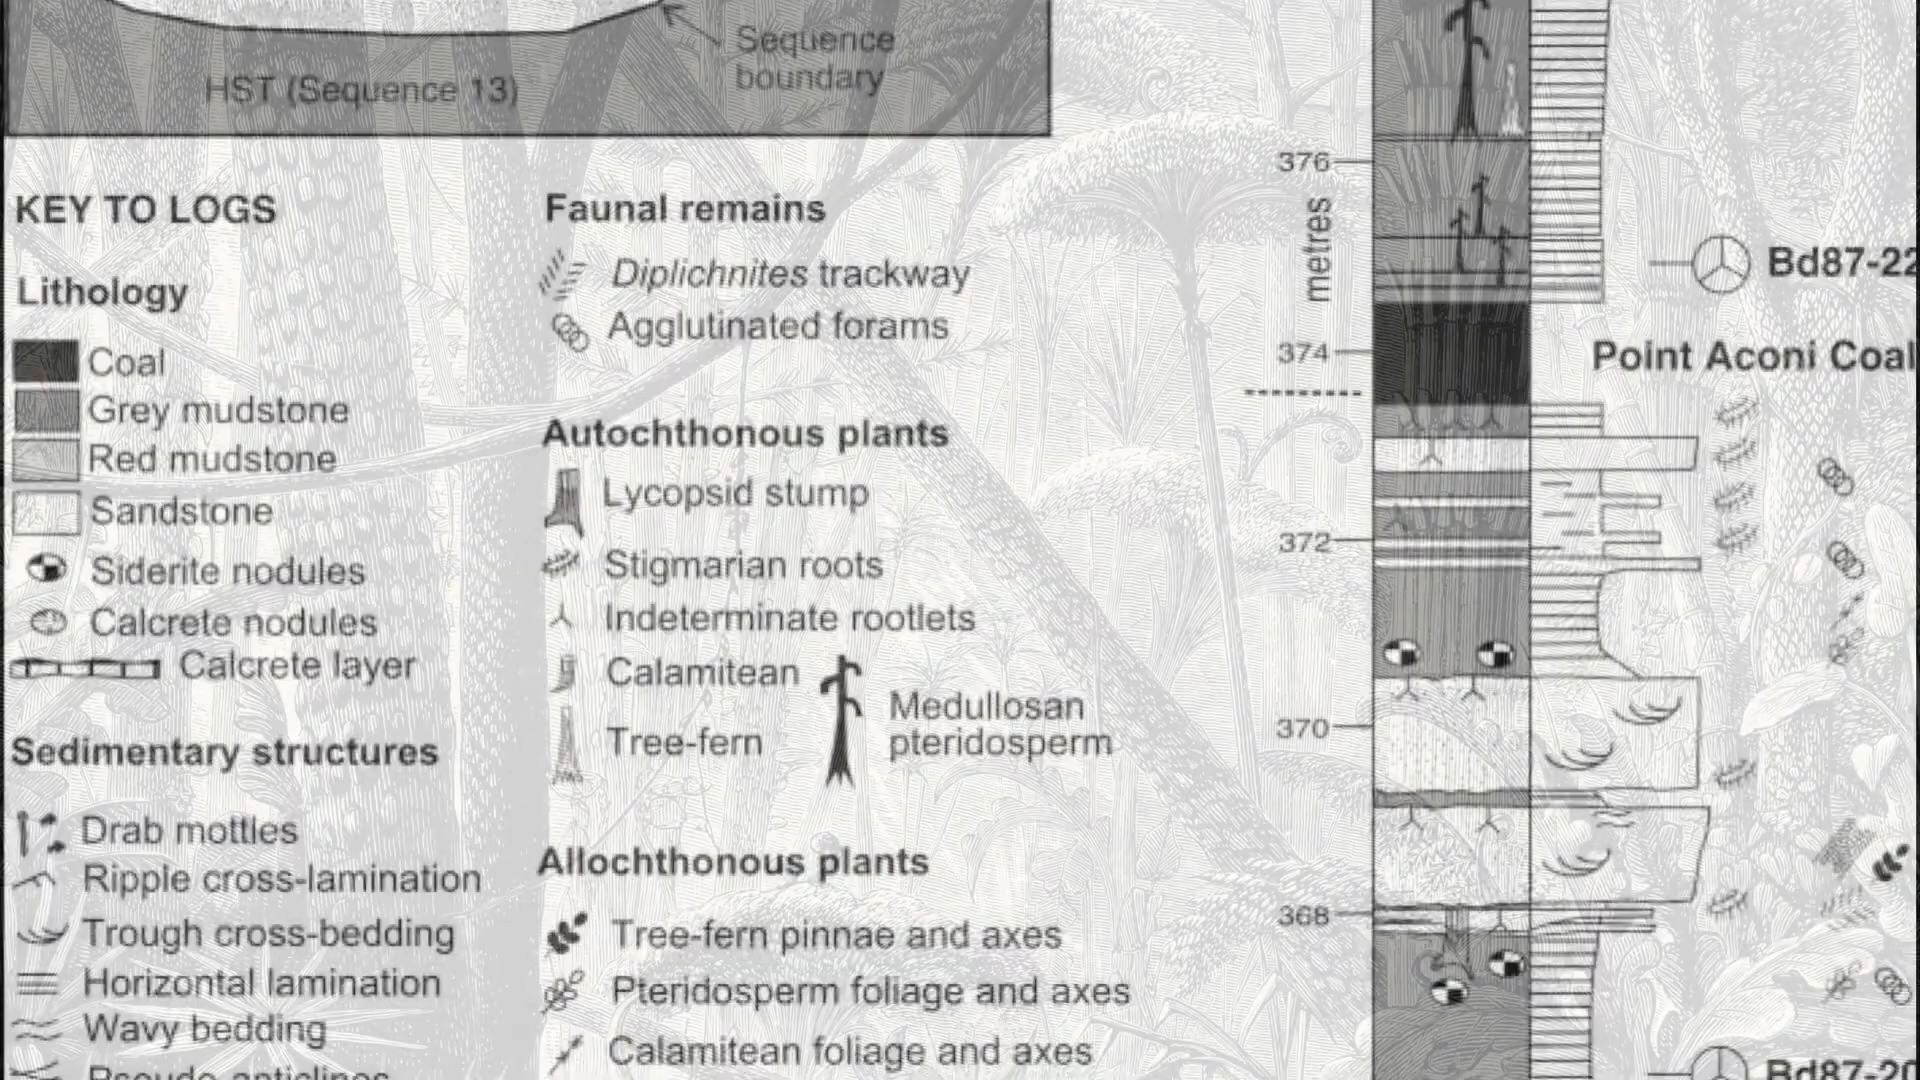 Sequence
boundary
HST (Sequence 13)
KEY TO LOGS
Lithology
Coal
Grey mudstone
Red mudstone
Sandstone
Siderite nodules
Calcrete nodules
Calcrete layer
Sedimentary structures
Drab mottles
Ripple cross-lamination
Trough cross-bedding
Horizontal lamination
Wavy bedding
Pseudo-anticlines
Faunal remains
Diplichnites trackway
Agglutinated forams
Autochthonous plants
Lycopsid stump
Stigmarian roots
Indeterminate rootlets
Calamitean
Tree-fern
Medullosan
pteridosperm
Allochthonous plants
Tree-fern pinnae and axes
Pteridosperm foliage and axes
Calamitean foliage and axes
376
metres
374
372
370
368
Bd87-22
Point Aconi Coal
Bd87-20